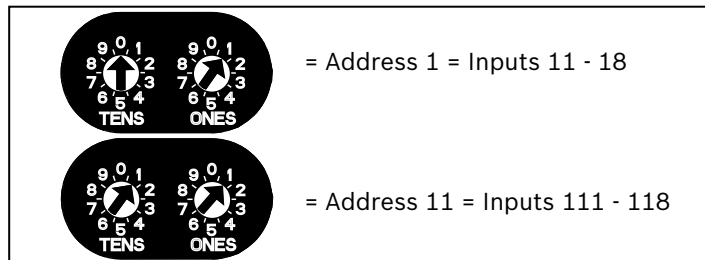 9 0 1 9 0 1
8 2 8 2
7 3 7 3
6 5 4 6 5 4
TENS ONES
= Address 1 = Inputs 11 - 18
9 0 1 9 0 1
8 2 8 2
7 3 7 3
6 5 4 6 5 4
TENS ONES
= Address 11 = Inputs 111 - 118